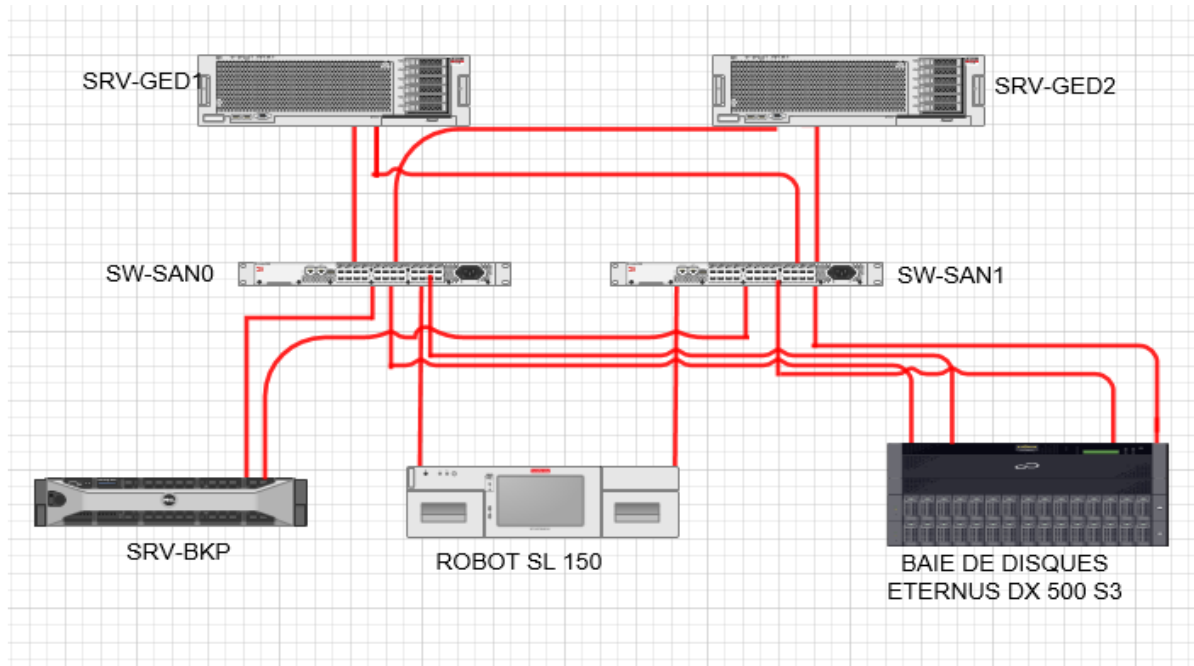 SRV-GED1
SRV-GED2
SW-SAN0
SW-SAN1
SRV-BKP
ROBOT SL 150
BAIE DE DISQUES
ETERNUS DX 500 S3